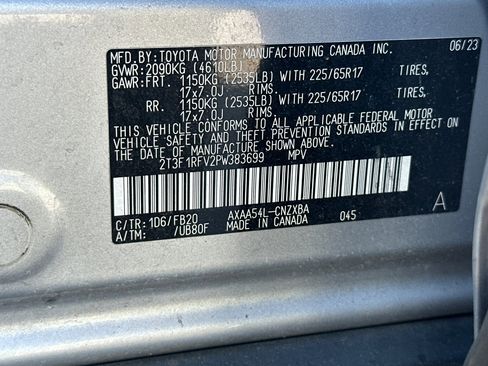 MFD.BY:TOYOTA MOTOR MANUFACTURING CANADA INC. 06/23
GVWR:2090KG (4610LB)
GAWR:FRT. 1150KG (2535LB) WITH 225/65R17 TIRES,
17x7.0J RIMS.
RR. 1150KG (2535LB) WITH 225/65R17 TIRES,
17x7.0J RIMS.
THIS VEHICLE CONFORMS TO ALL APPLICABLE FEDERAL MOTOR
VEHICLE SAFETY AND THEFT PREVENTION STANDARDS IN EFFECT
ON THE DATE OF MANUFACTURE SHOWN ABOVE.
2T3F1RFV2PW383699 MPV
C/TR:1D6/FB20 AXAA54L-CNZXBA 045 A
A/TM: /UB80F MADE IN CANADA